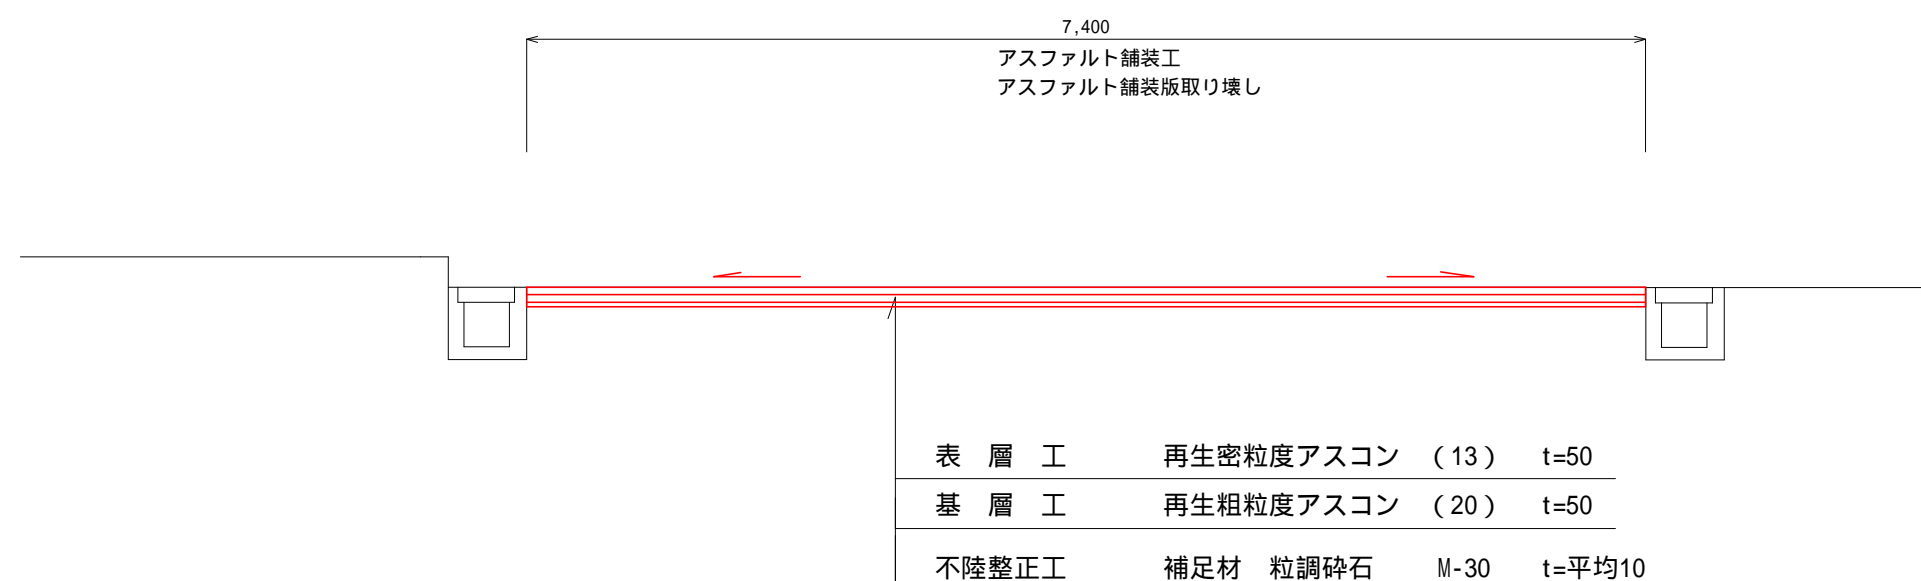 7,400
アスファルト舗装工
アスファルト舗装版取り壊し
表　層　工　再生密粒度アスコン　（13）　t=50
基　層　工　再生粗粒度アスコン　（20）　t=50
不陸整正工　補足材　粒調砕石　M-30　t=平均10